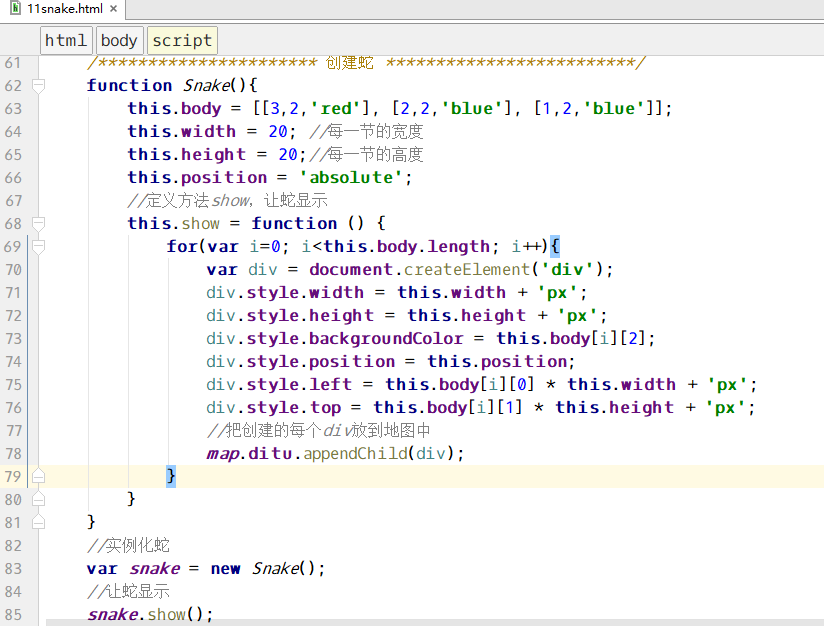 11snake.html ×
html body script
61 /********************** 创建蛇 *************************/
62 function Snake(){
63 this.body = [[3,2,'red'], [2,2,'blue'], [1,2,'blue']];
64 this.width = 20; //每一节的宽度
65 this.height = 20;//每一节的高度
66 this.position = 'absolute';
67 //定义方法show，让蛇显示
68 this.show = function () {
69 for(var i=0; i<this.body.length; i++){
70 var div = document.createElement('div');
71 div.style.width = this.width + 'px';
72 div.style.height = this.height + 'px';
73 div.style.backgroundColor = this.body[i][2];
74 div.style.position = this.position;
75 div.style.left = this.body[i][0] * this.width + 'px';
76 div.style.top = this.body[i][1] * this.height + 'px';
77 //把创建的每个div放到地图中
78 map.ditu.appendChild(div);
79 }
80 }
81 }
82 //实例化蛇
83 var snake = new Snake();
84 //让蛇显示
85 snake.show();